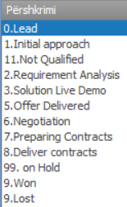 Përshkrimi
0.Lead
1.Initial approach
11.Not Qualified
2.Requirement Analysis
3.Solution Live Demo
5.Offer Delivered
6.Negotiation
7.Preparing Contracts
8.Deliver contracts
99. on Hold
9.Won
9.Lost